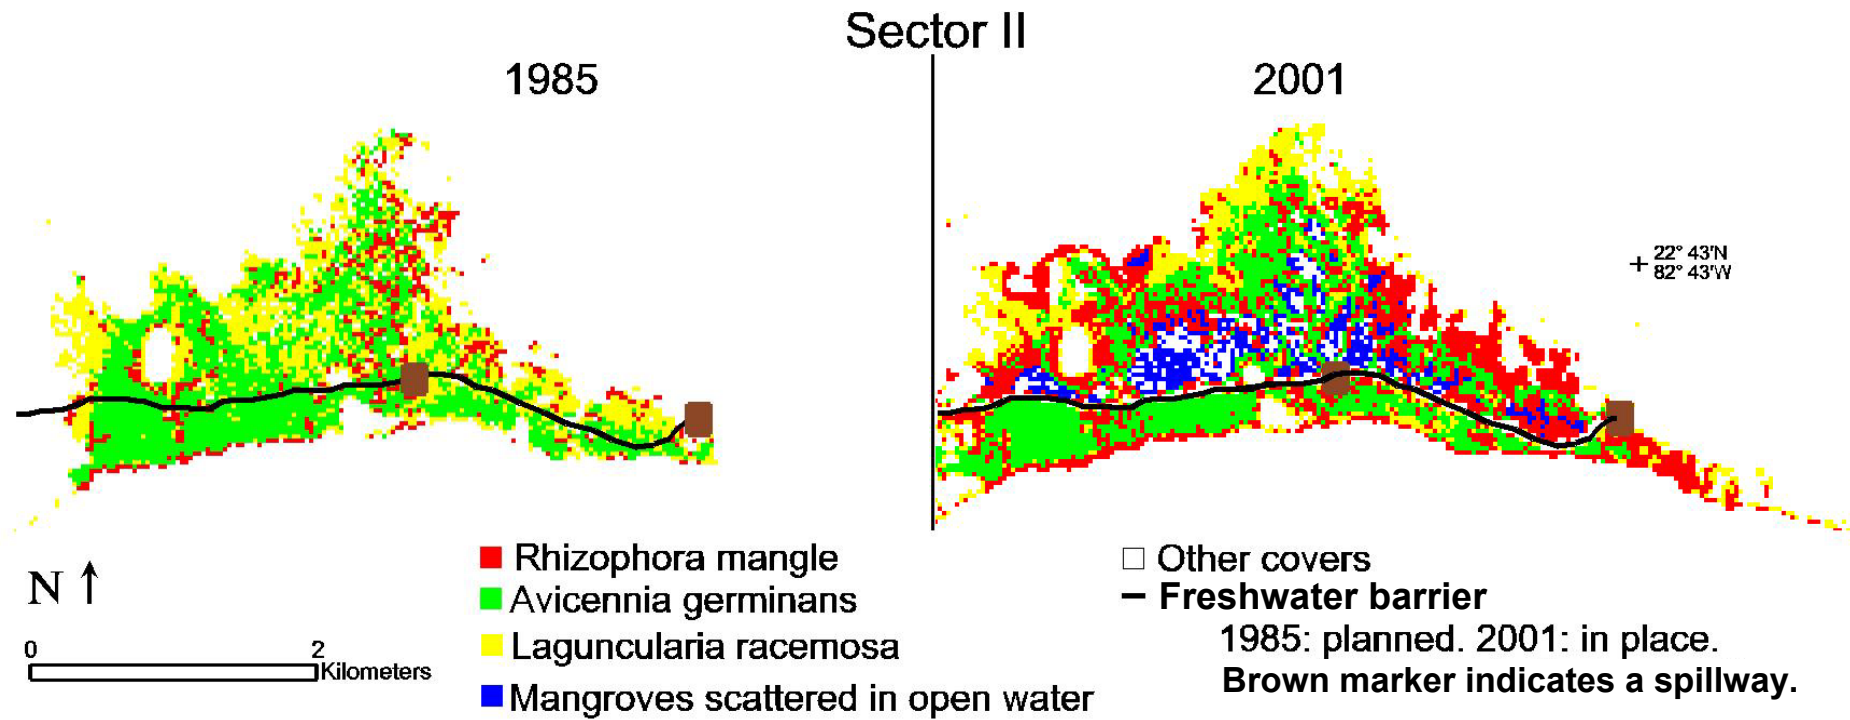 Sector II
1985
2001
22° 43'N
82° 43'W
N
0 2
Kilometers
Rhizophora mangle
Avicennia germinans
Laguncularia racemosa
Mangroves scattered in open water
Other covers
Freshwater barrier
1985: planned. 2001: in place.
Brown marker indicates a spillway.